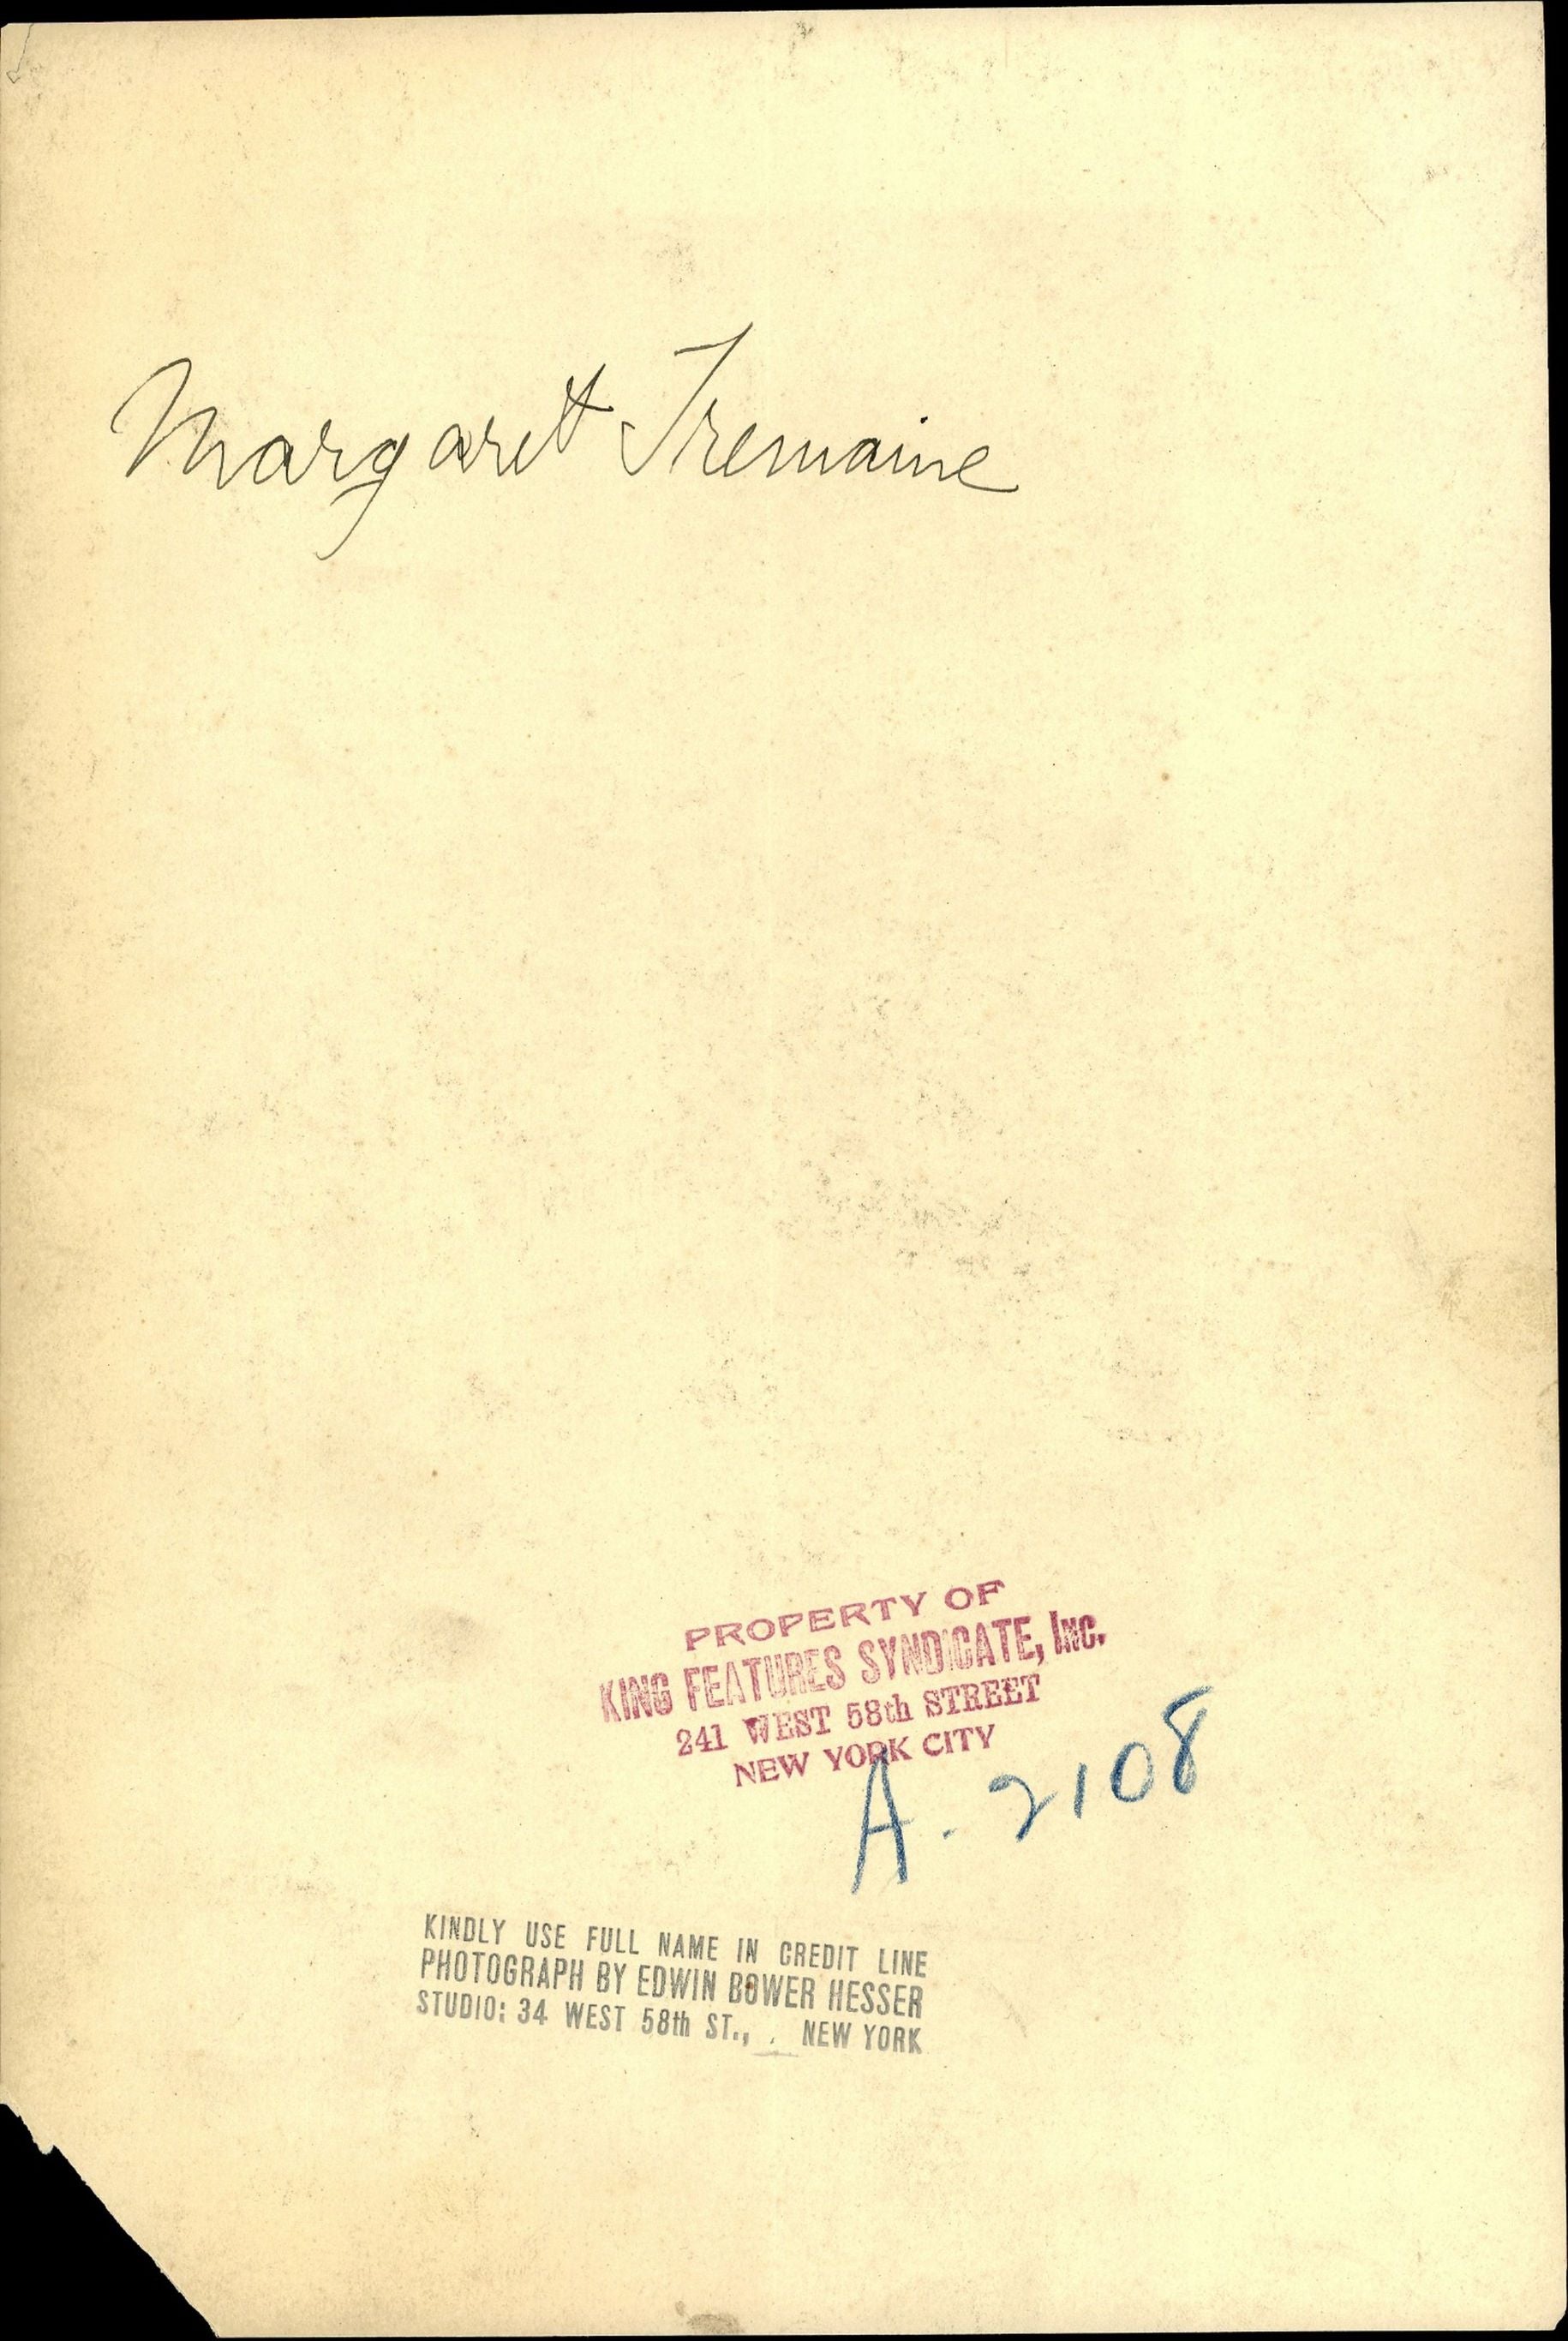 Margaret Tremaine
PROPERTY OF
KING FEATURES SYNDICATE, INC.
241 WEST 58th STREET
NEW YORK CITY
A. 2108
KINDLY USE FULL NAME IN CREDIT LINE
PHOTOGRAPH BY EDWIN BOWER HESSER
STUDIO: 34 WEST 58th ST., NEW YORK